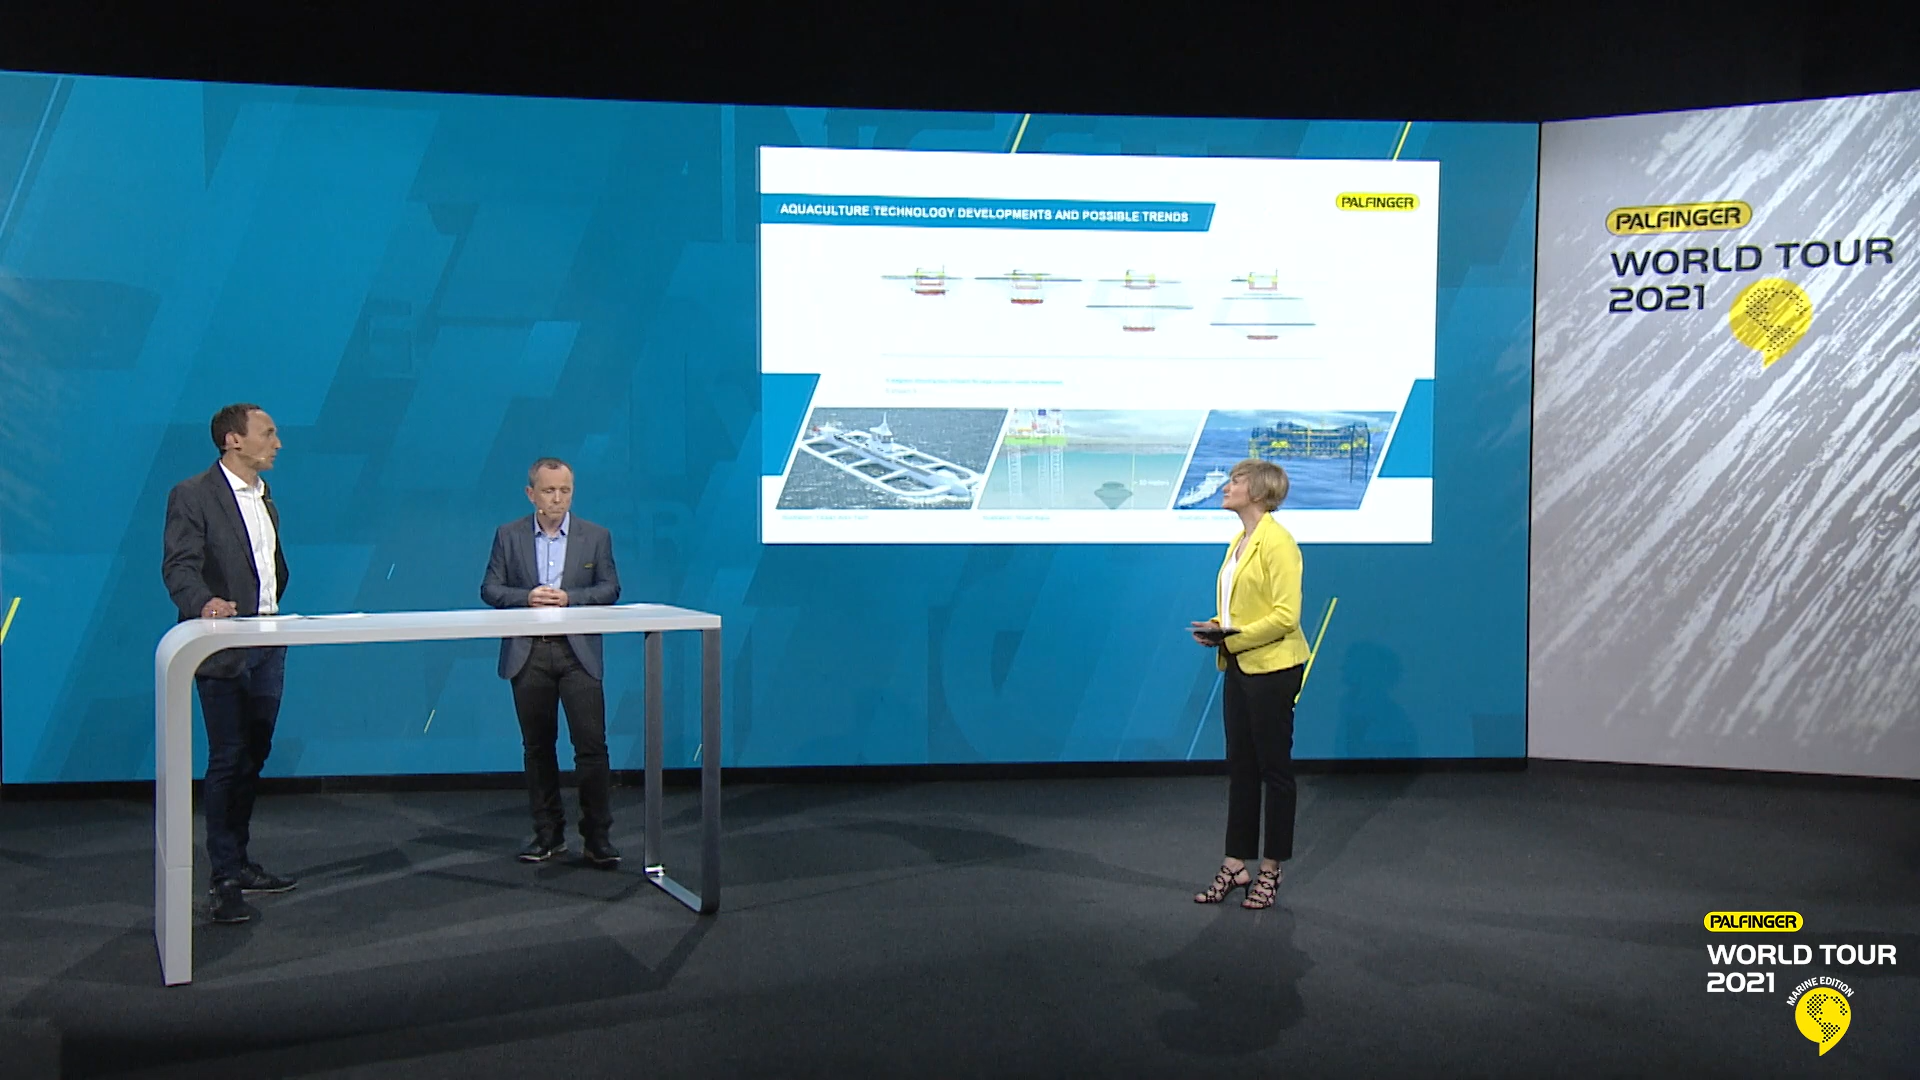 AQUACULTURE TECHNOLOGY DEVELOPMENTS AND POSSIBLE TRENDS
PALFINGER
PALFINGER
WORLD TOUR
2021
PALFINGER
WORLD TOUR
2021
MARINE EDITION